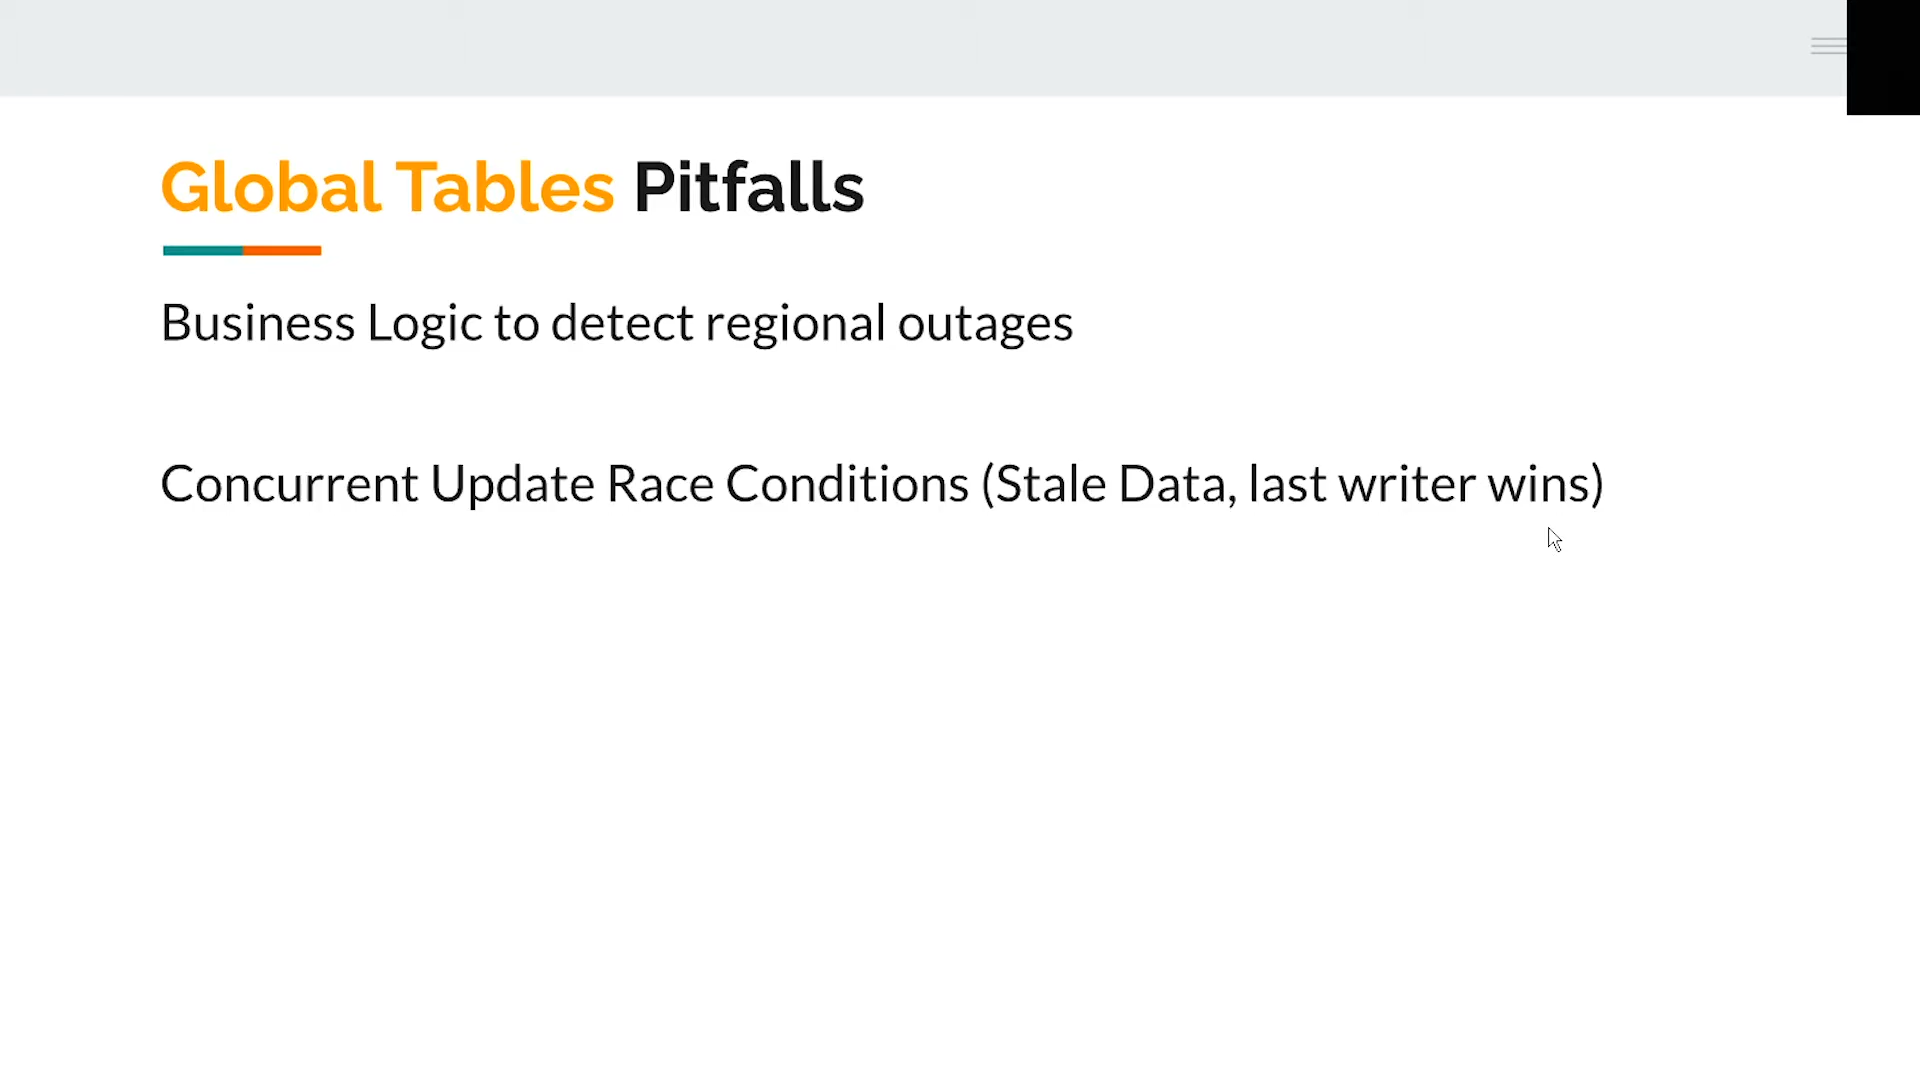 Global Tables Pitfalls
Business Logic to detect regional outages
Concurrent Update Race Conditions (Stale Data, last writer wins)